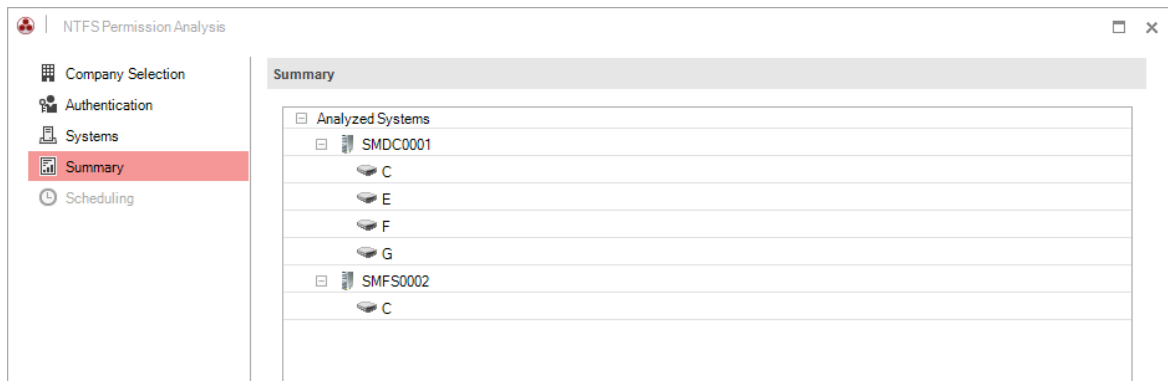 NTFS Permission Analysis
Company Selection
Authentication
Systems
Summary
Scheduling
Summary
Analyzed Systems
SMDC0001
C
E
F
G
SMFS0002
C